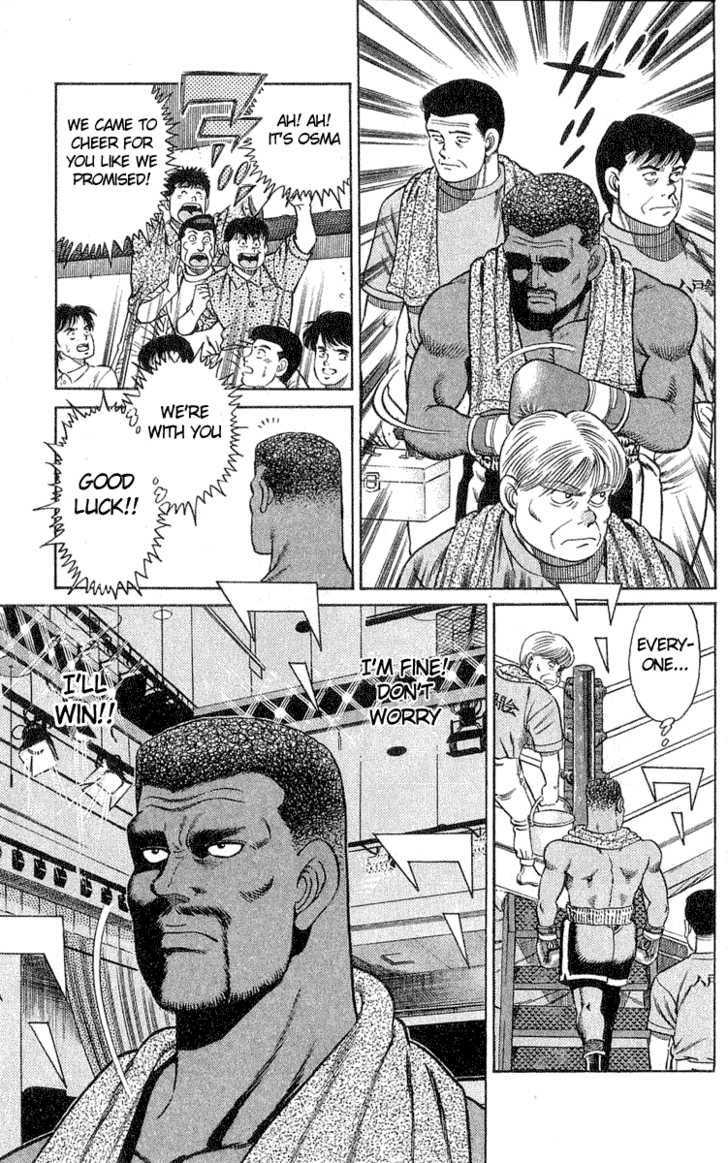 AH! AH!
IT'S OSMA
WE CAME TO
CHEER FOR
YOU LIKE WE
PROMISED!
WE'RE
WITH YOU
GOOD
LUCK!!
EVERY-
ONE...
I'M FINE!
DON'T
WORRY
I'LL
WIN!!